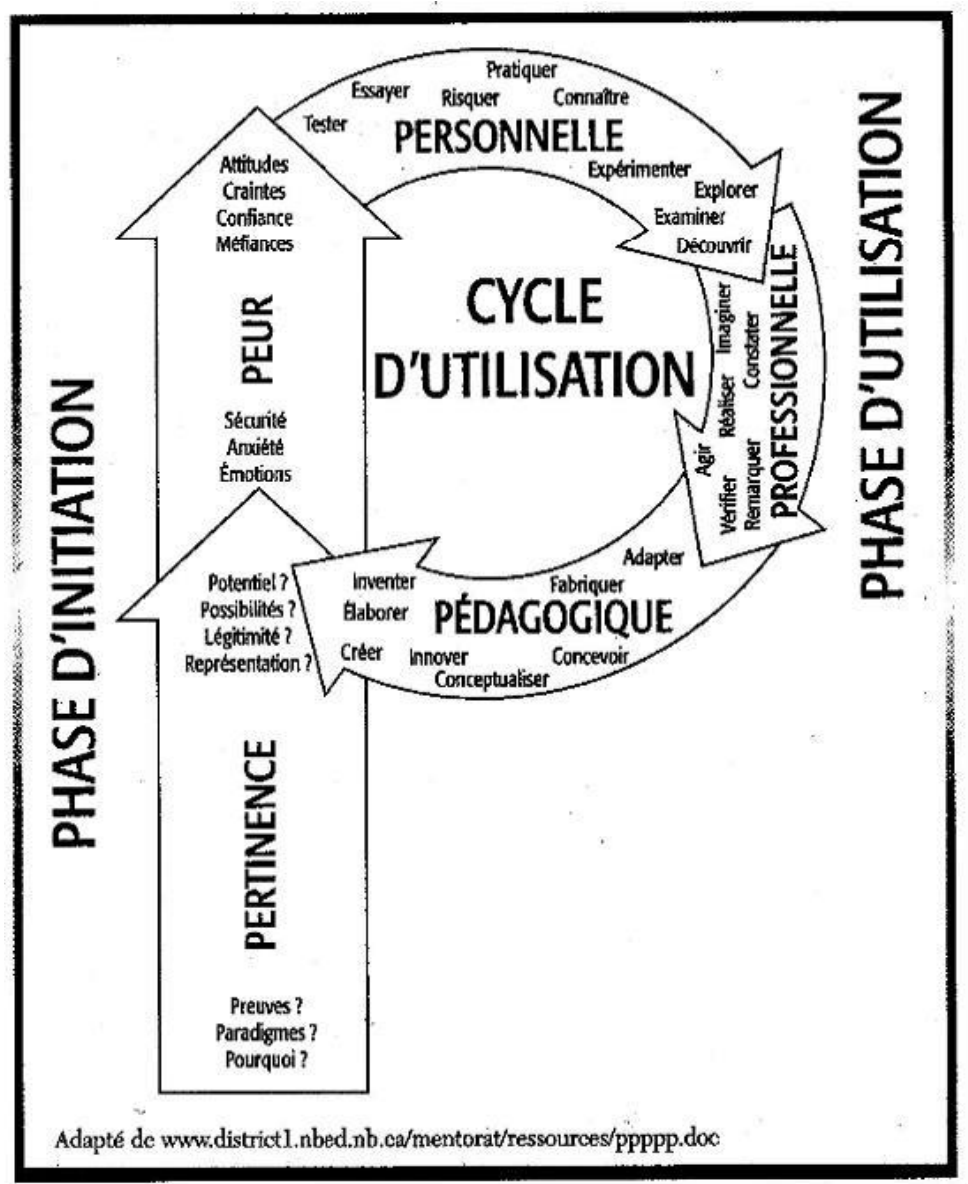 PHASE D'INITIATION
Attitudes
Craintes
Confiance
Méfiances
PEUR
Sécurité
Anxiété
Émotions
Potentiel ?
Possibilités ?
Légitimité ?
Représentation ?
PERTINENCE
Preuves ?
Paradigmes ?
Pourquoi ?
CYCLE
D'UTILISATION
Tester
Essayer
Risquer
Pratiquer
Connaître
PERSONNELLE
Expérimenter
Explorer
Examiner
Découvrir
PROFESSIONNELLE
Imaginer
Constater
Réaliser
Agir
Remarquer
Vérifier
Adapter
Fabriquer
PÉDAGOGIQUE
Inventer
Élaborer
Créer
Innover
Concevoir
Conceptualiser
PHASE D'UTILISATION
Adapté de www.district1.nbed.nb.ca/mentorat/ressources/ppppp.doc